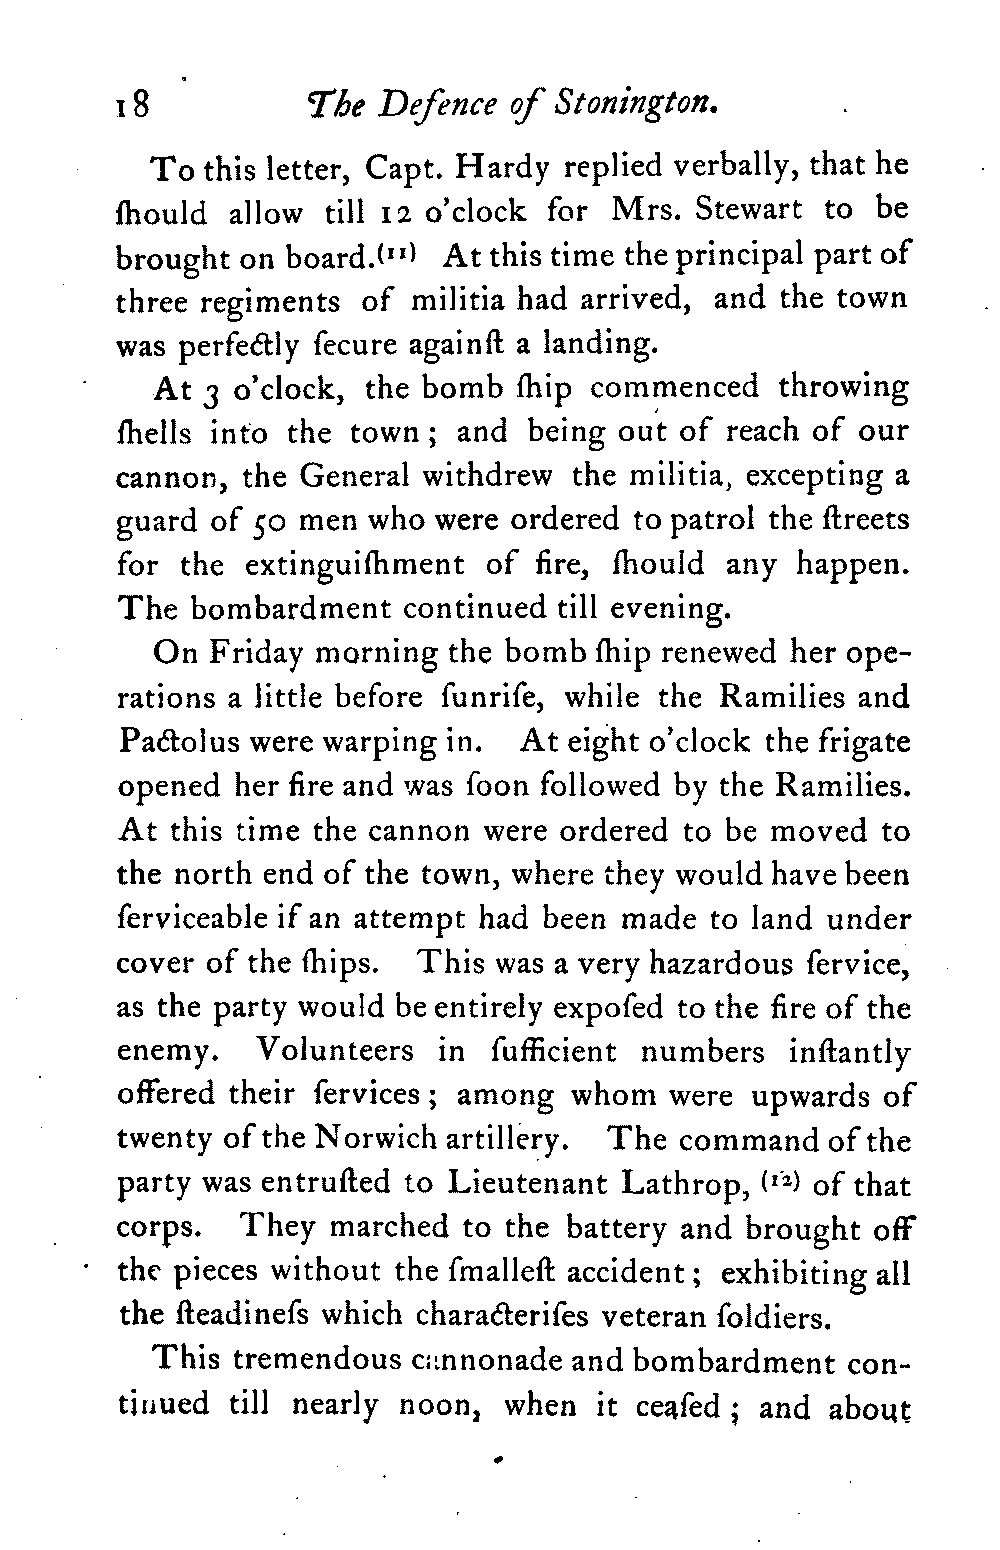 18 The Defence of Stonington.
To this letter, Capt. Hardy replied verbally, that he
ſhould allow till 12 o'clock for Mrs. Stewart to be
brought on board.(11) At this time the principal part of
three regiments of militia had arrived, and the town
was perfectly ſecure againſt a landing.
At 3 o'clock, the bomb ſhip commenced throwing
ſhells into the town; and being out of reach of our
cannon, the General withdrew the militia, excepting a
guard of 50 men who were ordered to patrol the ſtreets
for the extinguiſhment of fire, ſhould any happen.
The bombardment continued till evening.
On Friday morning the bomb ſhip renewed her ope-
rations a little before ſunriſe, while the Ramilies and
Pactolus were warping in. At eight o'clock the frigate
opened her fire and was ſoon followed by the Ramilies.
At this time the cannon were ordered to be moved to
the north end of the town, where they would have been
ſerviceable if an attempt had been made to land under
cover of the ſhips. This was a very hazardous ſervice,
as the party would be entirely expoſed to the fire of the
enemy. Volunteers in ſufficient numbers inſtantly
offered their ſervices; among whom were upwards of
twenty of the Norwich artillery. The command of the
party was entruſted to Lieutenant Lathrop, (12) of that
corps. They marched to the battery and brought off
the pieces without the ſmalleſt accident; exhibiting all
the ſteadineſs which characteriſes veteran ſoldiers.
This tremendous cannonade and bombardment con-
tinued till nearly noon, when it ceaſed; and about